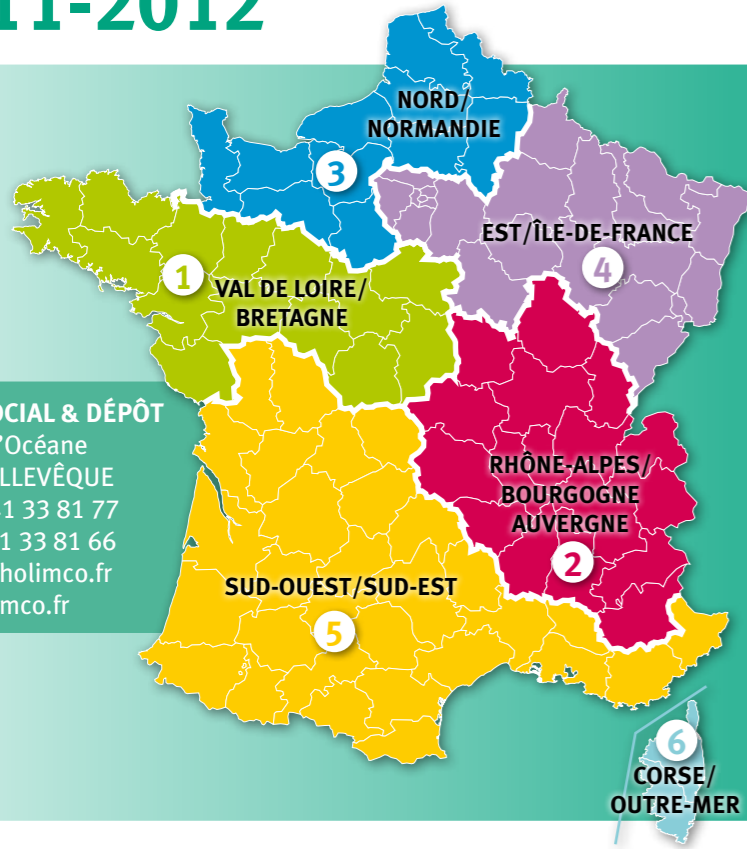 11-2012
NORD/
NORMANDIE
3
EST/ÎLE-DE-FRANCE
4
1
VAL DE LOIRE/
BRETAGNE
OCIAL & DÉPÔT
'Océane
LLEVÊQUE
1 33 81 77
1 33 81 66
holimco.fr
mco.fr
RHÔNE-ALPES/
BOURGOGNE
AUVERGNE
2
SUD-OUEST/SUD-EST
5
6
CORSE/
OUTRE-MER